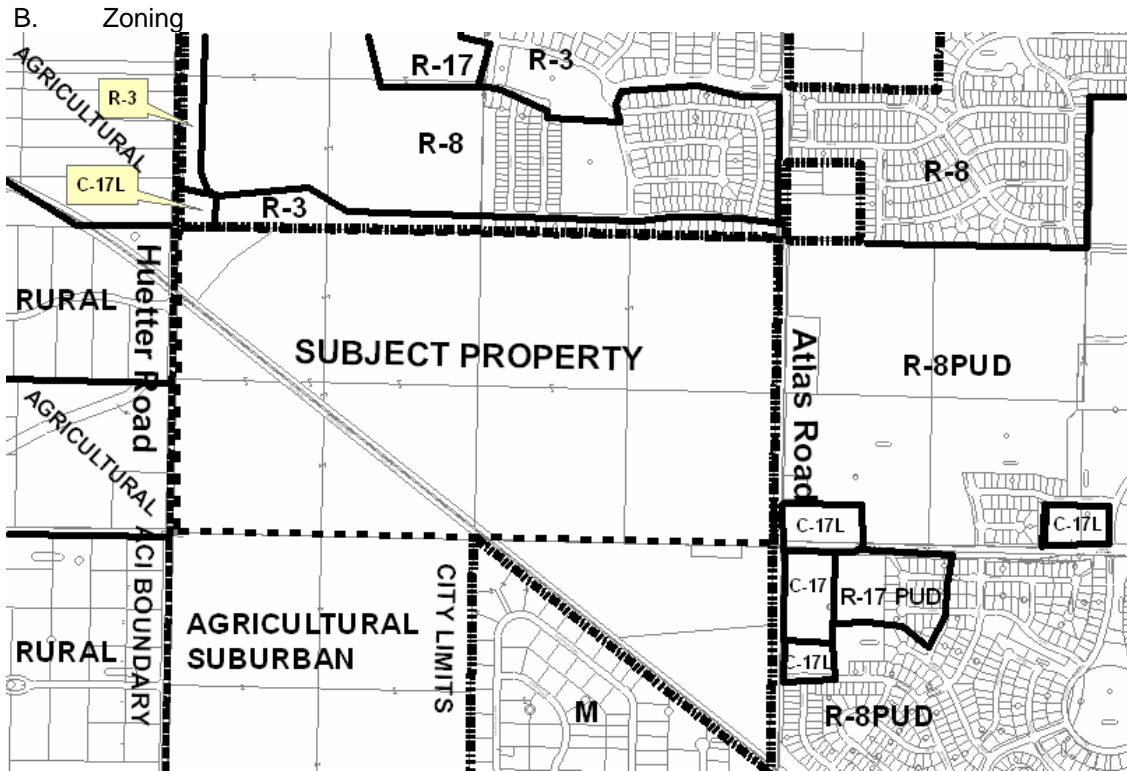 B. Zoning
AGRICULTURAL
R-3
C-17L
R-17
R-3
R-8
R-3
R-8
RURAL
Huetter Road
SUBJECT PROPERTY
Atlas Road
R-8PUD
AGRICULTURAL
C-17L
C-17L
ACI BOUNDARY
RURAL
AGRICULTURAL
SUBURBAN
CITY LIMITS
M
C-17
R-17 PUD
C-17L
R-8PUD